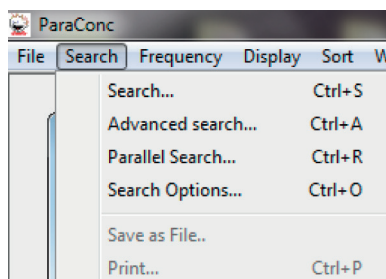 ParaConc
File Search Frequency Display Sort
Search... Ctrl+S
Advanced search... Ctrl+A
Parallel Search... Ctrl+R
Search Options... Ctrl+O
Save as File..
Print... Ctrl+P